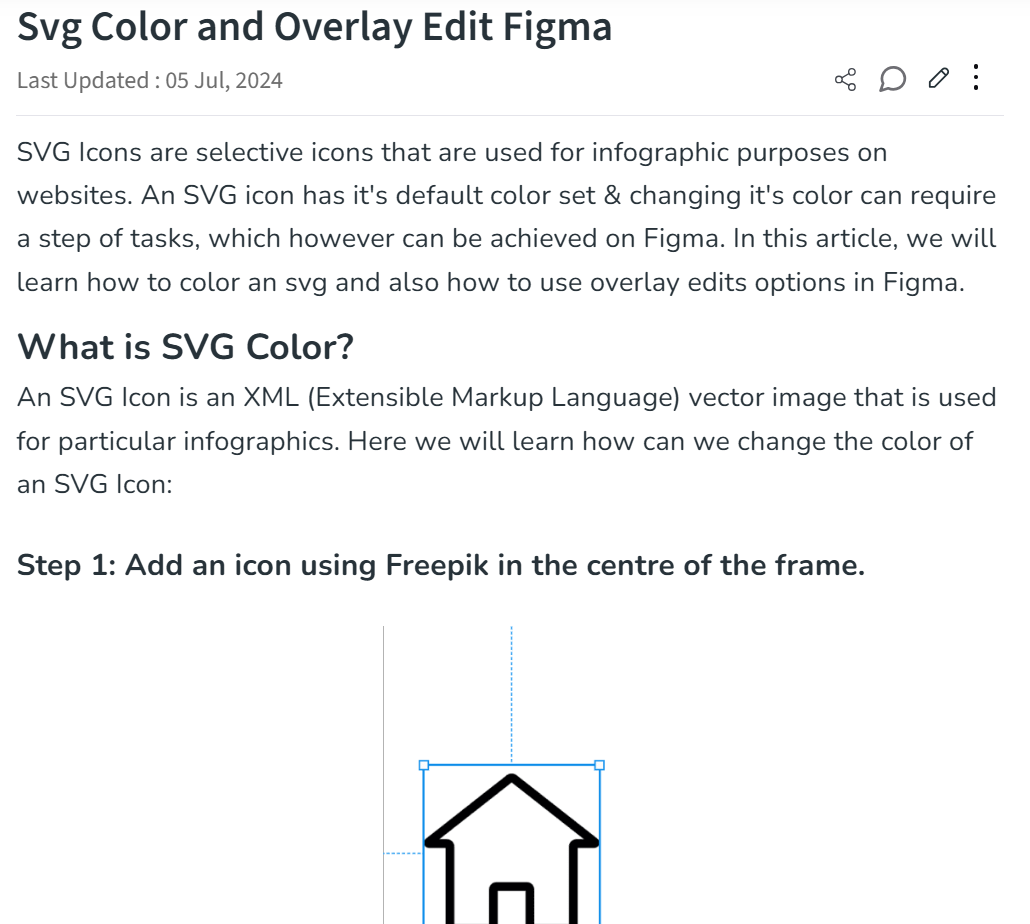 Svg Color and Overlay Edit Figma
Last Updated : 05 Jul, 2024
SVG Icons are selective icons that are used for infographic purposes on
websites. An SVG icon has it's default color set & changing it's color can require
a step of tasks, which however can be achieved on Figma. In this article, we will
learn how to color an svg and also how to use overlay edits options in Figma.
What is SVG Color?
An SVG Icon is an XML (Extensible Markup Language) vector image that is used
for particular infographics. Here we will learn how can we change the color of
an SVG Icon:
Step 1: Add an icon using Freepik in the centre of the frame.